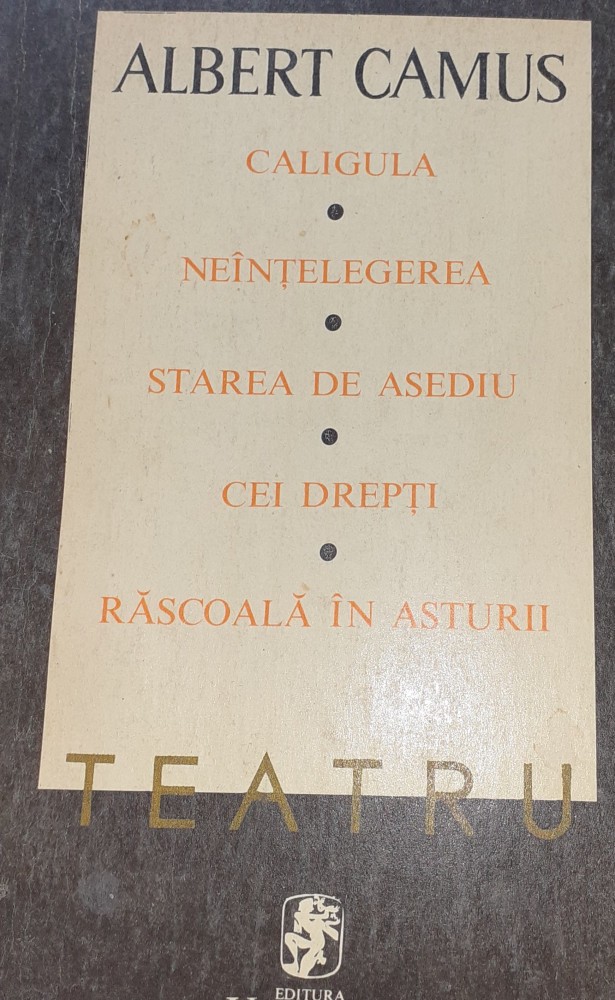 ALBERT CAMUS
CALIGULA
NEÎNȚELEGEREA
STAREA DE ASEDIU
CEI DREPȚI
RĂSCOALĂ ÎN ASTURII
TEATRU
EDITURA